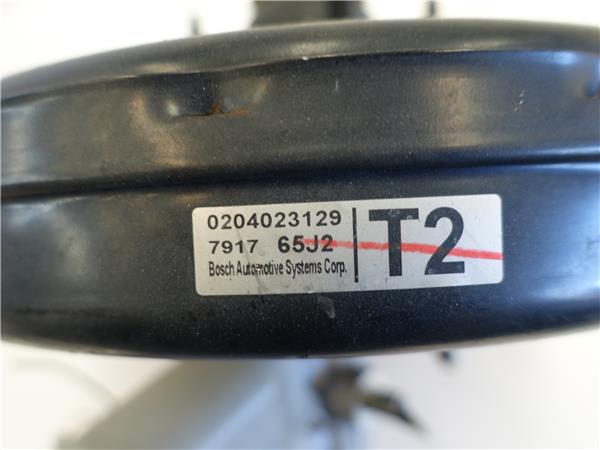 0204023129
7917 65J2
Bosch Automotive Systems Corp.
T2